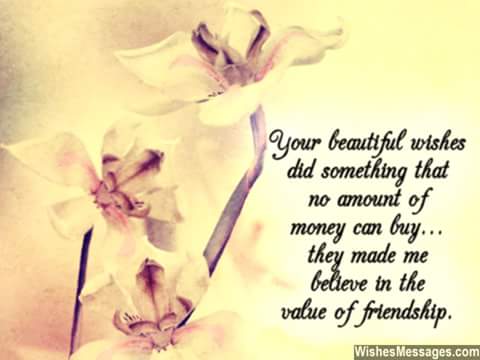 Your beautiful wishes
did something that
no amount of
money can buy...
they made me
believe in the
value of friendship.
WishesMessages.com